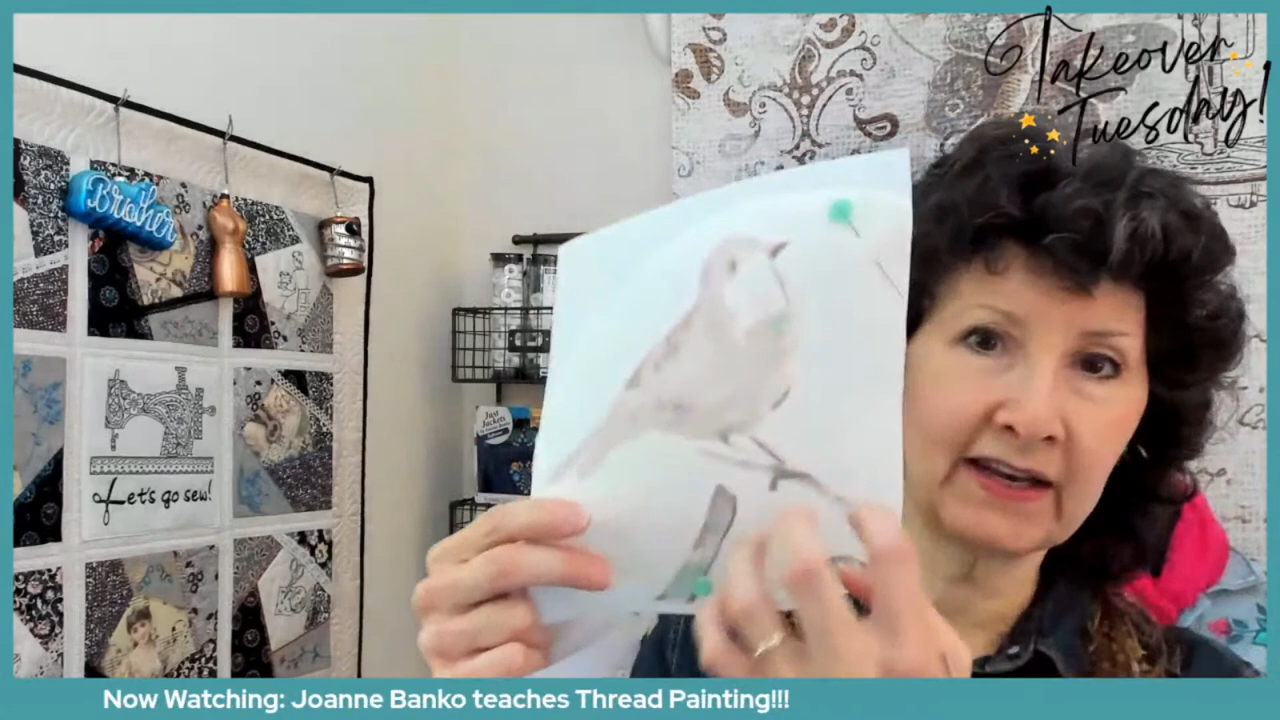 Takeover
Tuesday!
Brother
Just
Jackets
Let's go sew!
Now Watching: Joanne Banko teaches Thread Painting!!!